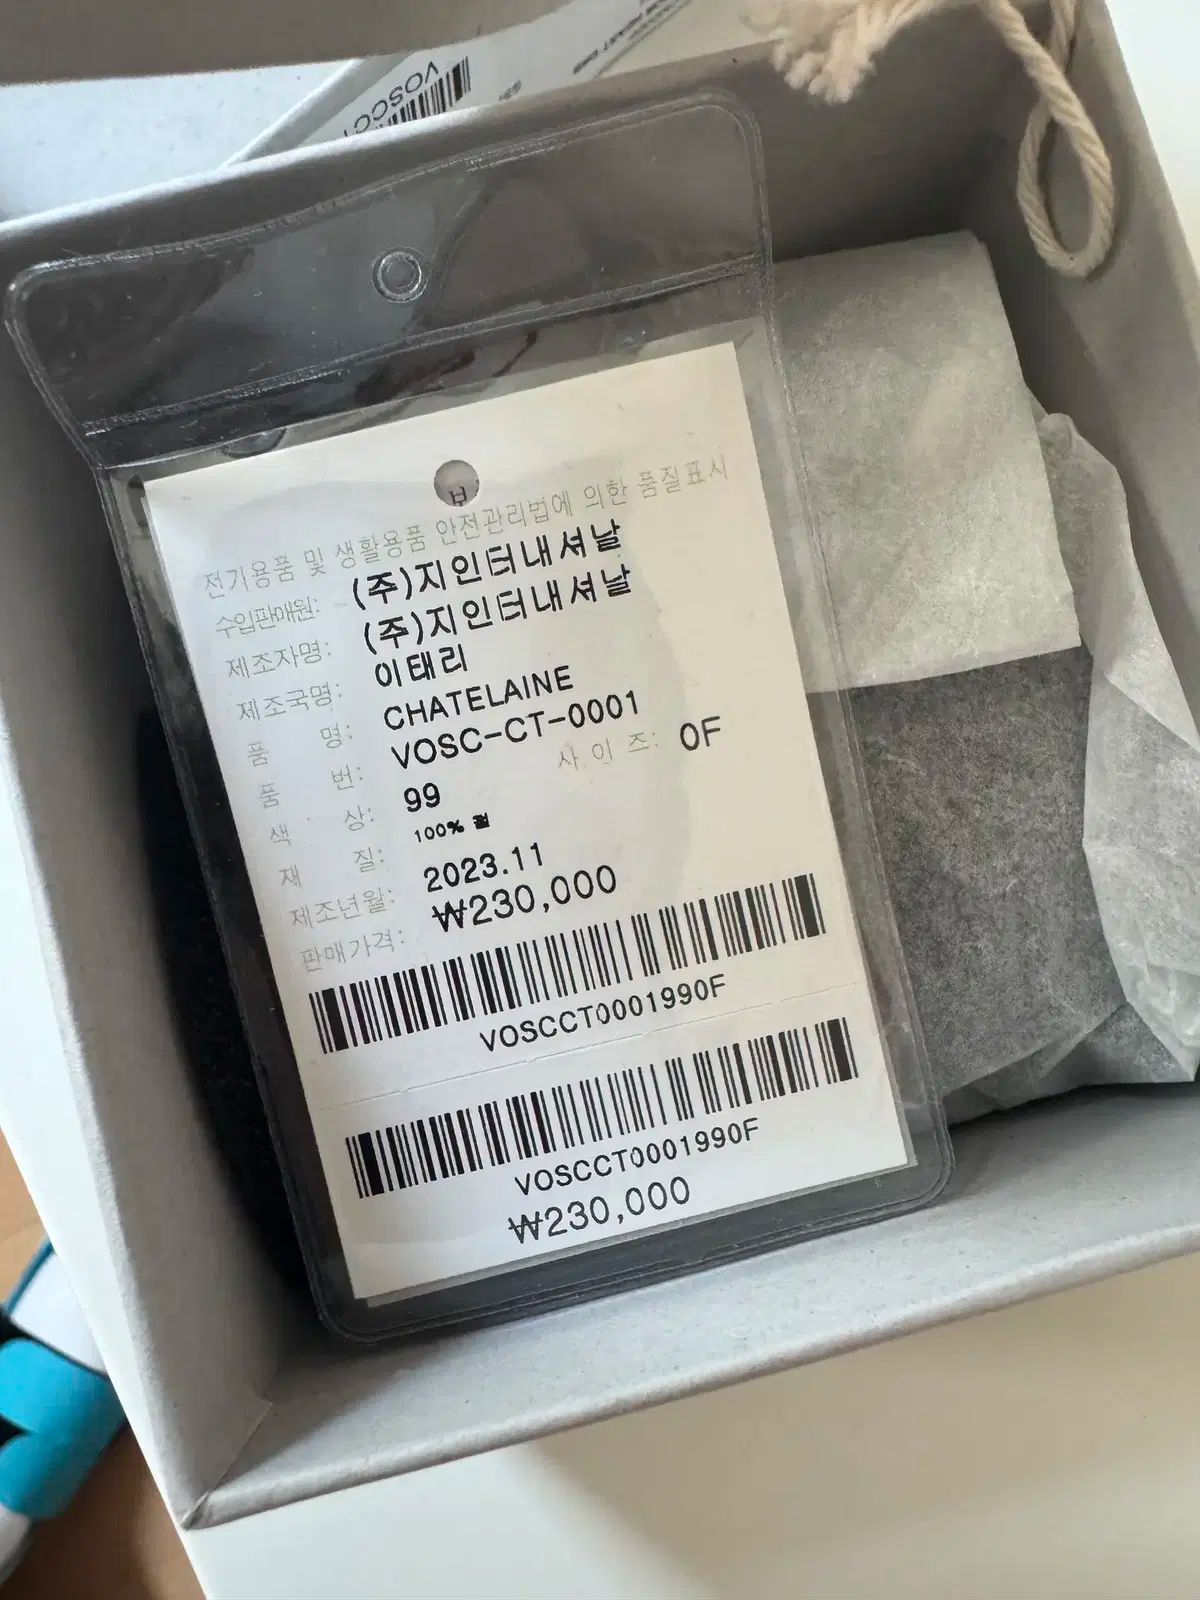 VOSCCT
보
전기용품 및 생활용품 안전관리법에 의한 품질표시
수입판매원: (주)지인터내셔날
제조자명: (주)지인터내셔날
제조국명: 이태리
품 명: CHATELAINE
품 번: VOSC-CT-0001
색 상: 99 사 이 즈: OF
재 질: 100% 철
제조년월: 2023.11
판매가격: ₩230,000
VOSCCT0001990F
VOSCCT0001990F
₩230,000